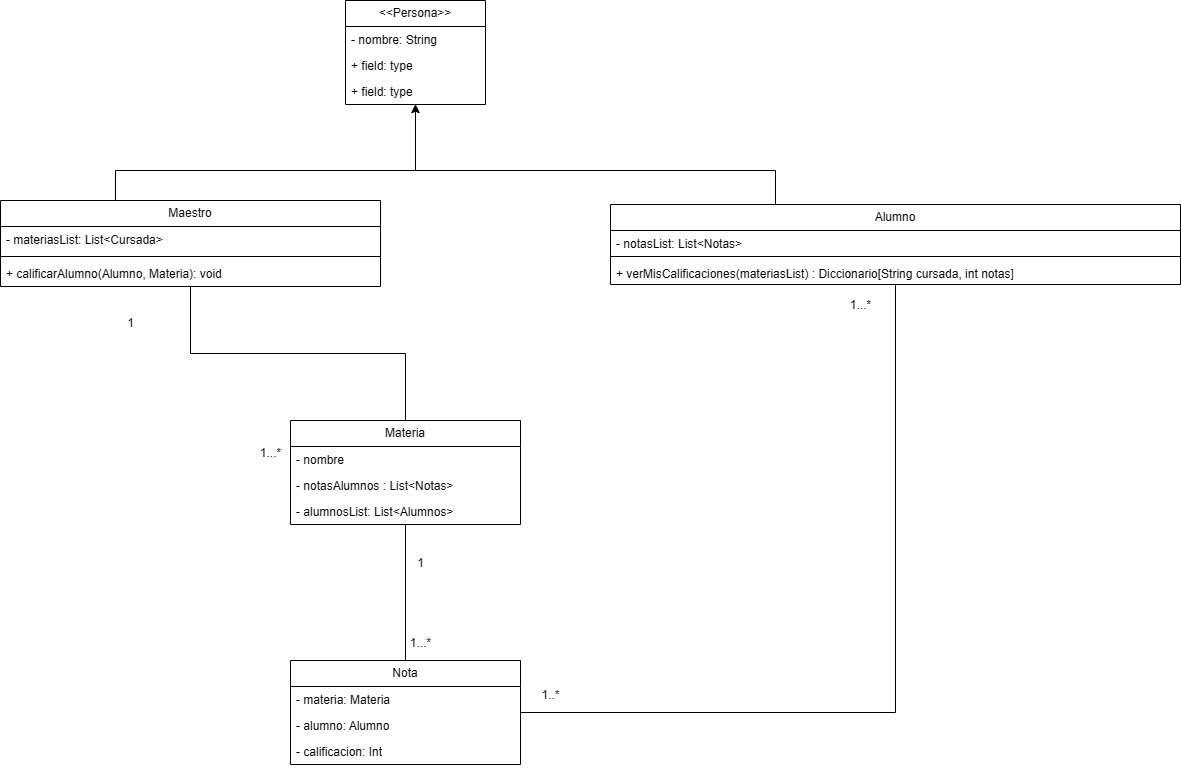 <<Persona>>
- nombre: String
+ field: type
+ field: type
Maestro
- materiasList: List<Cursada>
+ calificarAlumno(Alumno, Materia): void
Alumno
- notasList: List<Notas>
+ verMisCalificaciones(materiasList) : Diccionario[String cursada, int notas]
1
1...*
1...*
Materia
- nombre
- notasAlumnos : List<Notas>
- alumnosList: List<Alumnos>
1
1...*
Nota
- materia: Materia
- alumno: Alumno
- calificacion: Int
1..*